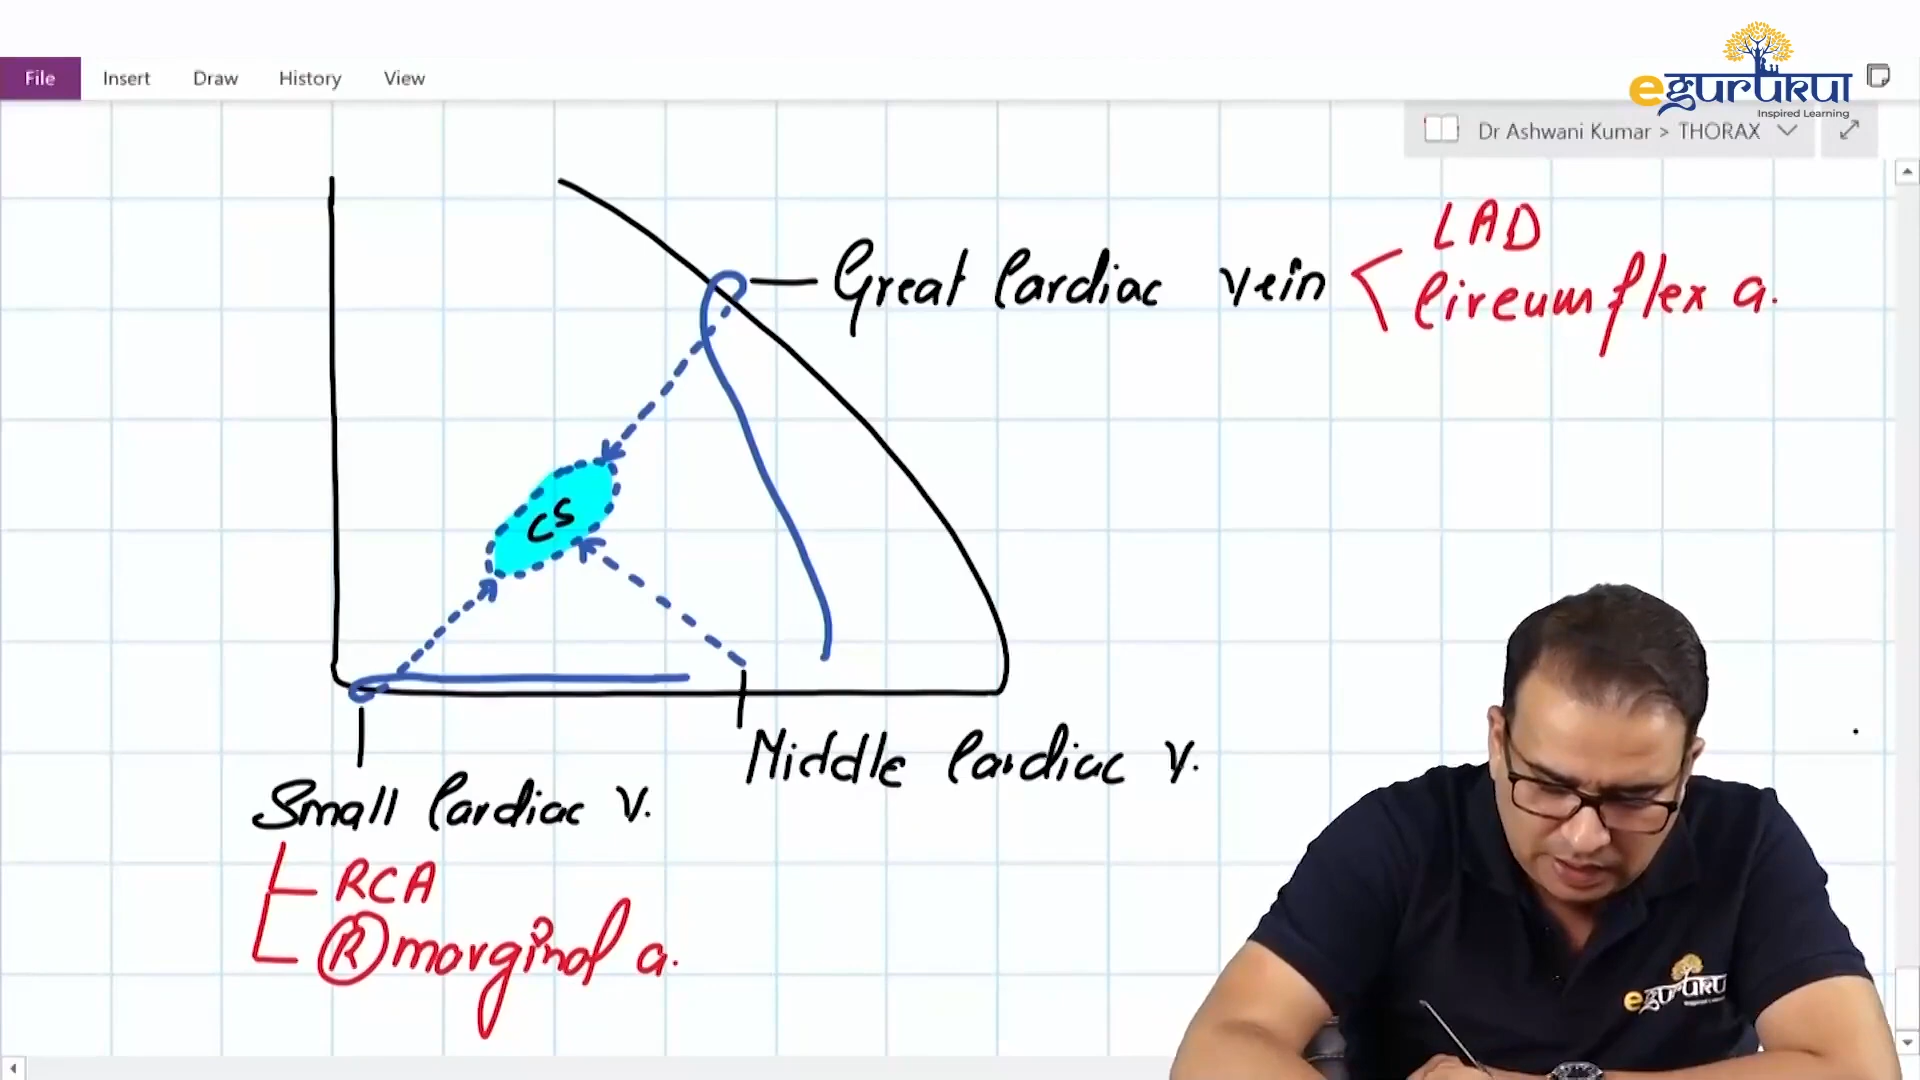 egurukul
Inspired Learning
File Insert Draw History View
Dr Ashwani Kumar > THORAX
LAD
Great Cardiac vein
Circumflex a.
CS
Middle Cardiac V.
Small Cardiac V.
RCA
R marginal a.
egurukul